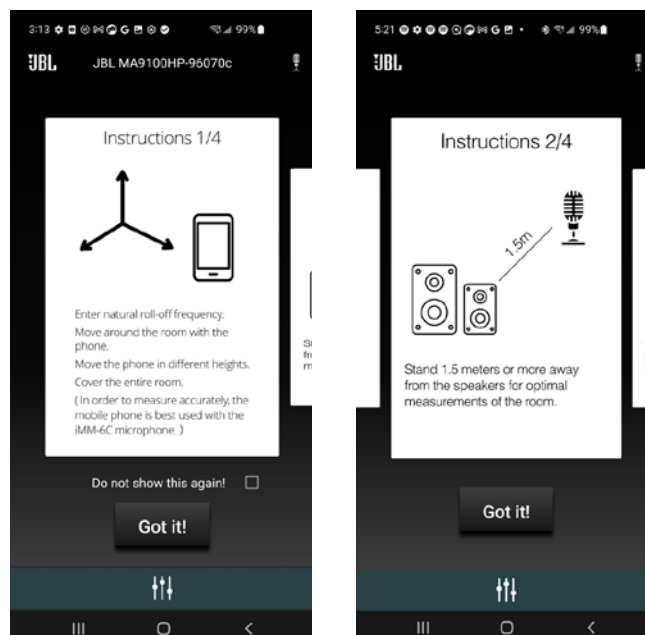 3:13
99%
JBL
JBL MA9100HP-96070c
Instructions 1/4
Enter natural roll-off frequency.
Move around the room with the
phone.
Move the phone in different heights.
Cover the entire room.
(In order to measure accurately, the
mobile phone is best used with the
iMM-6C microphone. )
Do not show this again!
Got it!
5:21
99%
JBL
Instructions 2/4
1.5m
Stand 1.5 meters or more away
from the speakers for optimal
measurements of the room.
Got it!